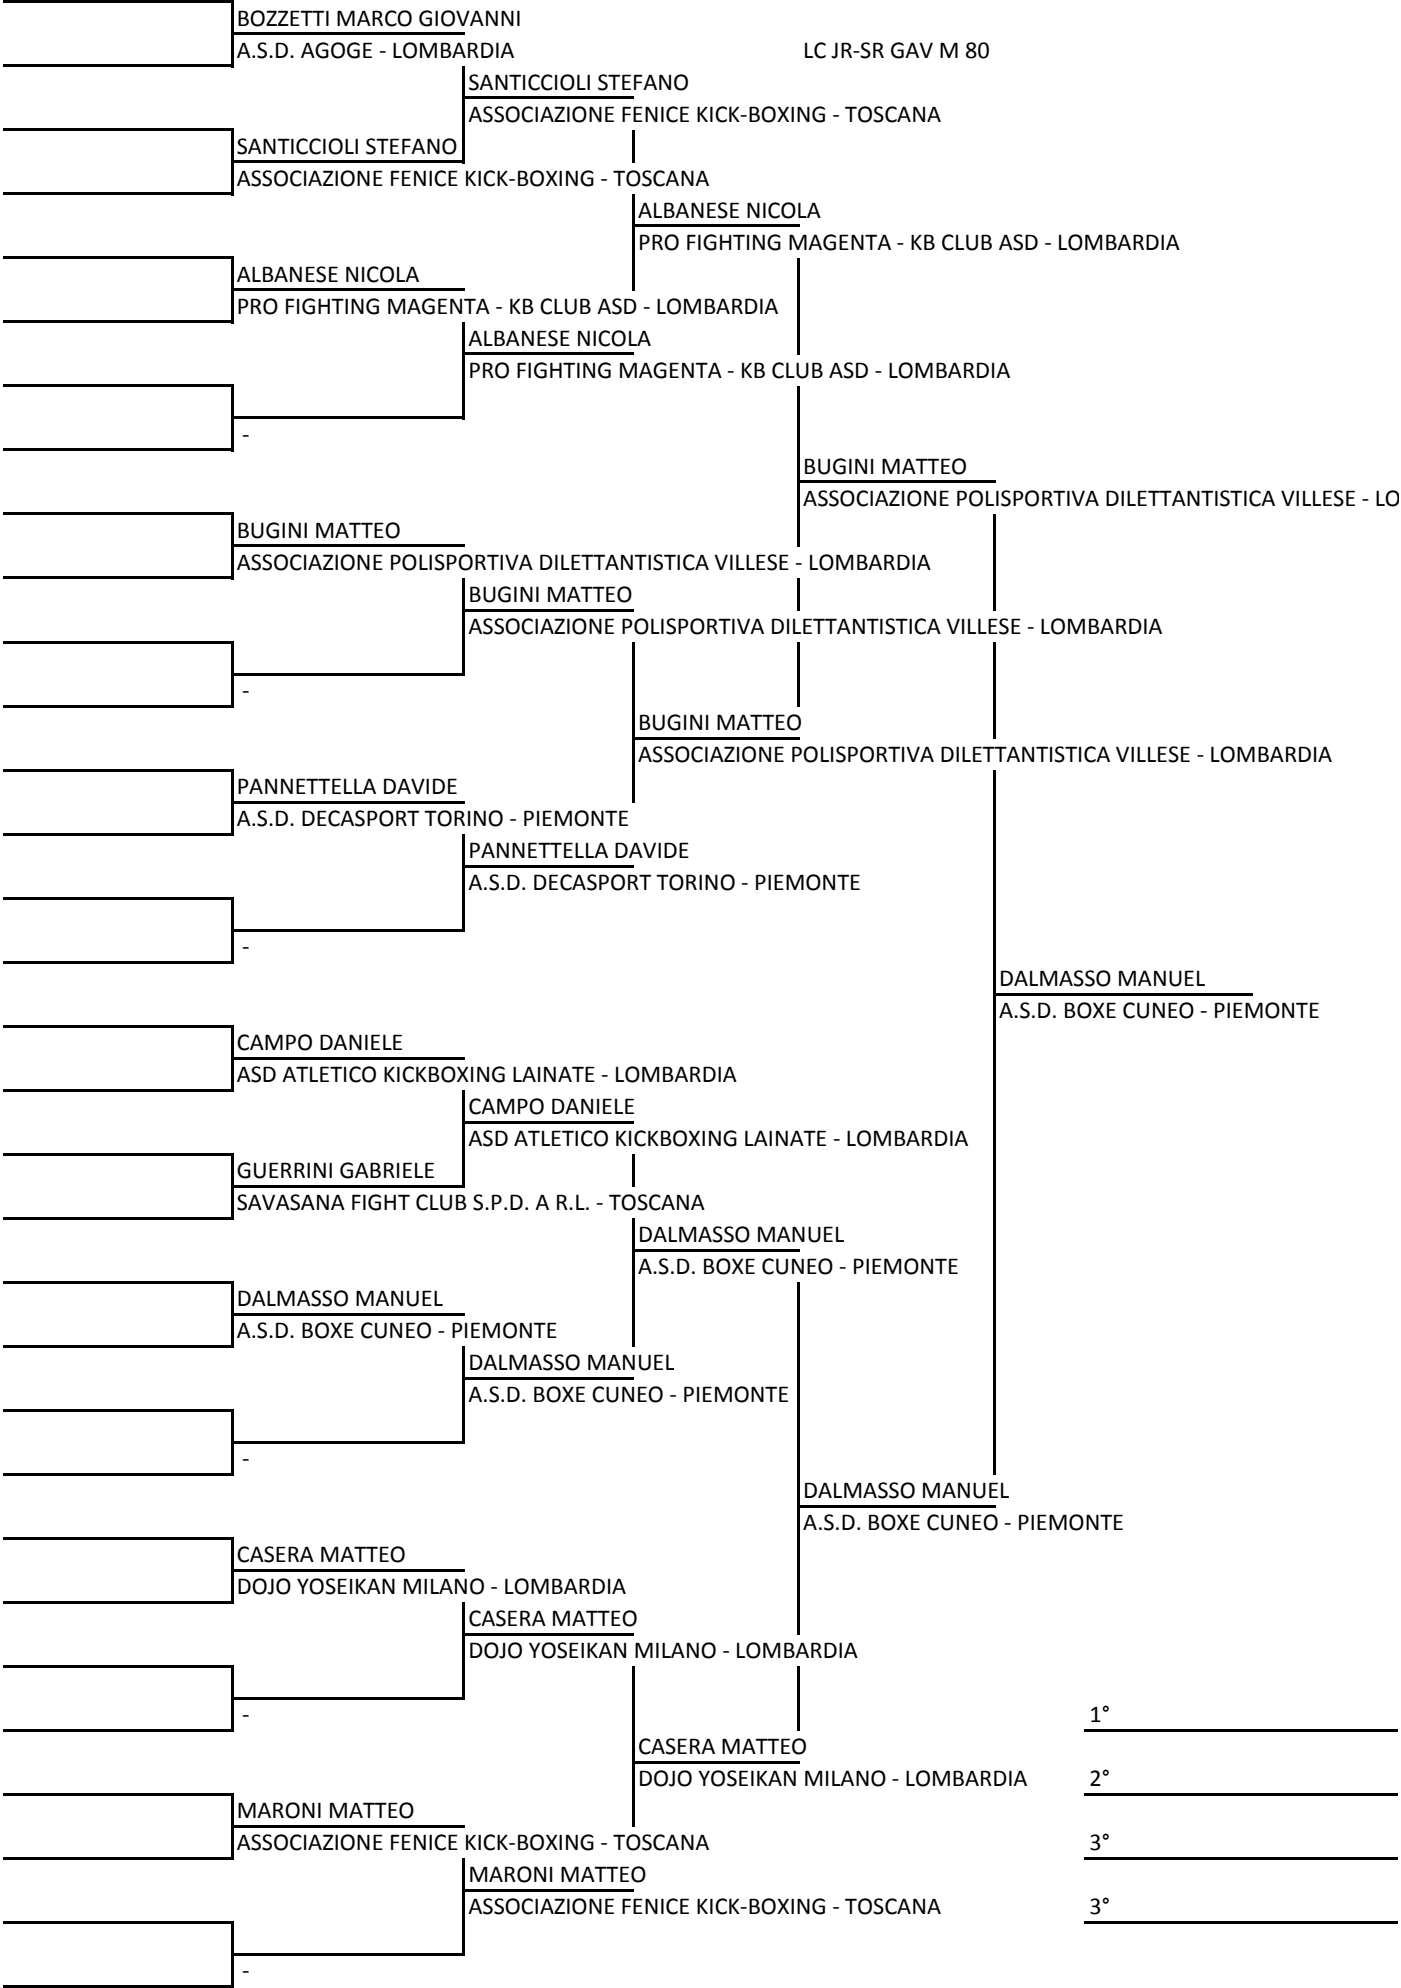 BOZZETTI MARCO GIOVANNI
A.S.D. AGOGE - LOMBARDIA
LC JR-SR GAV M 80
SANTICCIOLI STEFANO
ASSOCIAZIONE FENICE KICK-BOXING - TOSCANA
SANTICCIOLI STEFANO
ASSOCIAZIONE FENICE KICK-BOXING - TOSCANA
ALBANESE NICOLA
PRO FIGHTING MAGENTA - KB CLUB ASD - LOMBARDIA
ALBANESE NICOLA
PRO FIGHTING MAGENTA - KB CLUB ASD - LOMBARDIA
ALBANESE NICOLA
PRO FIGHTING MAGENTA - KB CLUB ASD - LOMBARDIA
-
BUGINI MATTEO
ASSOCIAZIONE POLISPORTIVA DILETTANTISTICA VILLESE - LO
BUGINI MATTEO
ASSOCIAZIONE POLISPORTIVA DILETTANTISTICA VILLESE - LOMBARDIA
BUGINI MATTEO
ASSOCIAZIONE POLISPORTIVA DILETTANTISTICA VILLESE - LOMBARDIA
-
BUGINI MATTEO
ASSOCIAZIONE POLISPORTIVA DILETTANTISTICA VILLESE - LOMBARDIA
PANNETTELLA DAVIDE
A.S.D. DECASPORT TORINO - PIEMONTE
PANNETTELLA DAVIDE
A.S.D. DECASPORT TORINO - PIEMONTE
-
DALMASSO MANUEL
A.S.D. BOXE CUNEO - PIEMONTE
CAMPO DANIELE
ASD ATLETICO KICKBOXING LAINATE - LOMBARDIA
CAMPO DANIELE
ASD ATLETICO KICKBOXING LAINATE - LOMBARDIA
GUERRINI GABRIELE
SAVASANA FIGHT CLUB S.P.D. A R.L. - TOSCANA
DALMASSO MANUEL
A.S.D. BOXE CUNEO - PIEMONTE
DALMASSO MANUEL
A.S.D. BOXE CUNEO - PIEMONTE
DALMASSO MANUEL
A.S.D. BOXE CUNEO - PIEMONTE
-
DALMASSO MANUEL
A.S.D. BOXE CUNEO - PIEMONTE
CASERA MATTEO
DOJO YOSEIKAN MILANO - LOMBARDIA
CASERA MATTEO
DOJO YOSEIKAN MILANO - LOMBARDIA
-
1°
CASERA MATTEO
DOJO YOSEIKAN MILANO - LOMBARDIA
2°
MARONI MATTEO
ASSOCIAZIONE FENICE KICK-BOXING - TOSCANA
3°
MARONI MATTEO
ASSOCIAZIONE FENICE KICK-BOXING - TOSCANA
3°
-